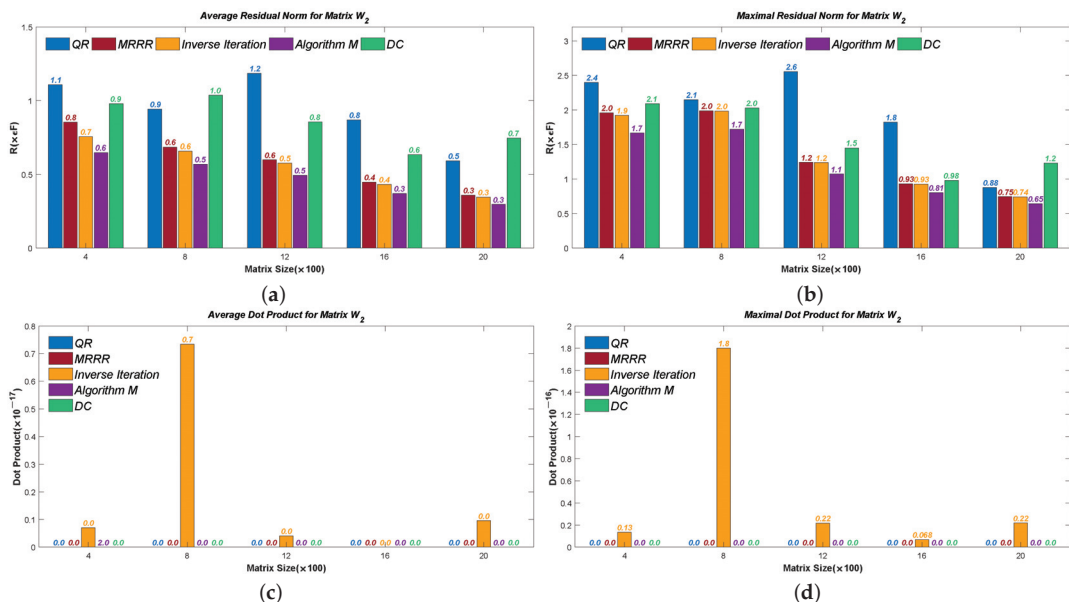 Average Residual Norm for Matrix W2
QR MRRR Inverse Iteration Algorithm M DC
R(×εF)
1.5
1
0.5
0
1.1 0.8 0.7 0.6 0.9
0.9 0.6 0.6 0.5 1.0
1.2 0.6 0.5 0.5 0.8
0.8 0.4 0.4 0.3 0.6
0.5 0.3 0.3 0.3 0.7
4 8 12 16 20
Matrix Size(×100)
(a)
Maximal Residual Norm for Matrix W2
QR MRRR Inverse Iteration Algorithm M DC
R(×εF)
3
2.5
2
1.5
1
0.5
0
2.4 2.0 1.9 1.7 2.1
2.1 2.0 2.0 1.7 2.0
2.6 1.2 1.2 1.1 1.5
1.8 0.93 0.93 0.81 0.98
0.88 0.75 0.74 0.65 1.2
4 8 12 16 20
Matrix Size(×100)
(b)
Average Dot Product for Matrix W2
QR
MRRR
Inverse Iteration
Algorithm M
DC
Dot Product(×10−17)
0.8
0.7
0.6
0.5
0.4
0.3
0.2
0.1
0
0.0 0.0 0.0 2.0 0.0
0.0 0.0 0.7 0.0 0.0
0.0 0.0 0.0 0.0 0.0
0.0 0.0 0.0 0.0 0.0
0.0 0.0 0.0 0.0 0.0
4 8 12 16 20
Matrix Size(×100)
(c)
Maximal Dot Product for Matrix W2
QR
MRRR
Inverse Iteration
Algorithm M
DC
Dot Product(×10−16)
2
1.8
1.6
1.4
1.2
1
0.8
0.6
0.4
0.2
0
0.0 0.0 0.13 0.0 0.0
0.0 0.0 1.8 0.0 0.0
0.0 0.0 0.22 0.0 0.0
0.0 0.0 0.068 0.0 0.0
0.0 0.0 0.22 0.0 0.0
4 8 12 16 20
Matrix Size(×100)
(d)